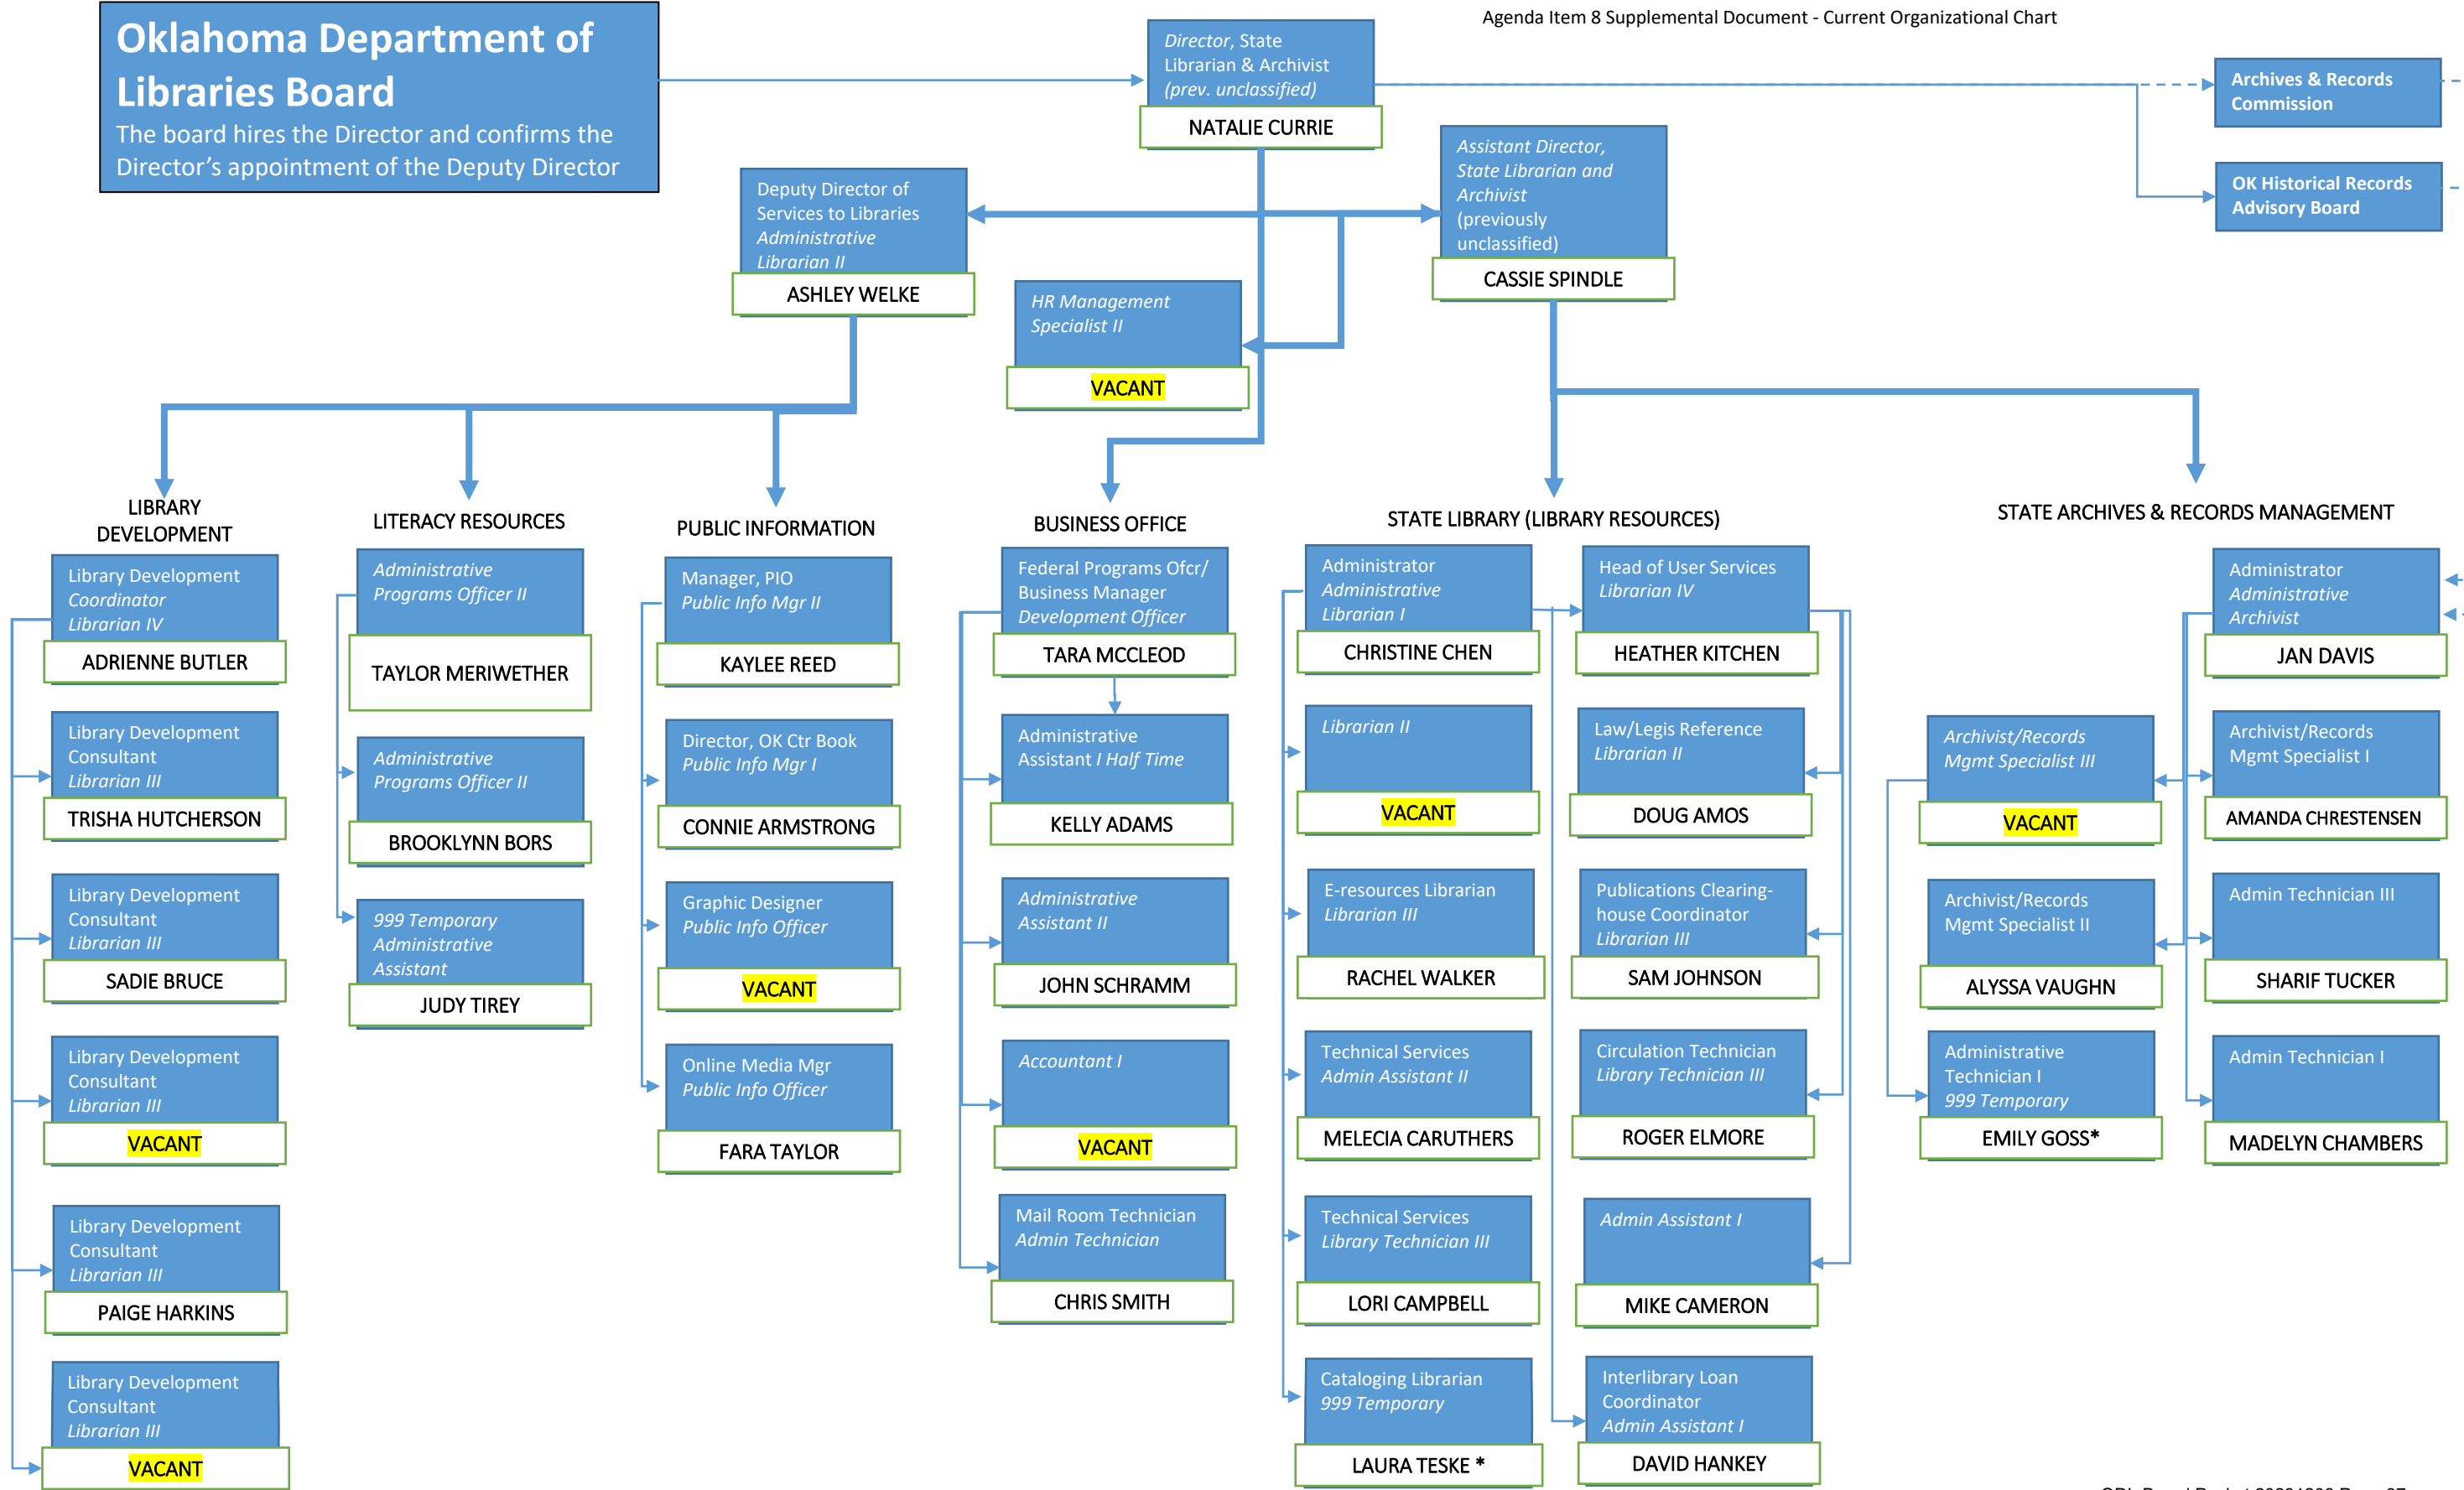 Agenda Item 8 Supplemental Document - Current Organizational Chart
Oklahoma Department of
Libraries Board
The board hires the Director and confirms the
Director's appointment of the Deputy Director
Director, State
Librarian & Archivist
(prev. unclassified)
NATALIE CURRIE
Archives & Records
Commission
OK Historical Records
Advisory Board
Assistant Director,
State Librarian and
Archivist
(previously
unclassified)
CASSIE SPINDLE
Deputy Director of
Services to Libraries
Administrative
Librarian II
ASHLEY WELKE
HR Management
Specialist II
VACANT
LIBRARY
DEVELOPMENT
Library Development
Coordinator
Librarian IV
ADRIENNE BUTLER
Library Development
Consultant
Librarian III
TRISHA HUTCHERSON
Library Development
Consultant
Librarian III
SADIE BRUCE
Library Development
Consultant
Librarian III
VACANT
Library Development
Consultant
Librarian III
PAIGE HARKINS
Library Development
Consultant
Librarian III
VACANT
LITERACY RESOURCES
Administrative
Programs Officer II
TAYLOR MERIWETHER
Administrative
Programs Officer II
BROOKLYNN BORS
999 Temporary
Administrative
Assistant
JUDY TIREY
PUBLIC INFORMATION
Manager, PIO
Public Info Mgr II
KAYLEE REED
Director, OK Ctr Book
Public Info Mgr I
CONNIE ARMSTRONG
Graphic Designer
Public Info Officer
VACANT
Online Media Mgr
Public Info Officer
FARA TAYLOR
BUSINESS OFFICE
Federal Programs Ofcr/
Business Manager
Development Officer
TARA MCCLEOD
Administrative
Assistant I Half Time
KELLY ADAMS
Administrative
Assistant II
JOHN SCHRAMM
Accountant I
VACANT
Mail Room Technician
Admin Technician
CHRIS SMITH
STATE LIBRARY (LIBRARY RESOURCES)
Administrator
Administrative
Librarian I
CHRISTINE CHEN
Librarian II
VACANT
E-resources Librarian
Librarian III
RACHEL WALKER
Technical Services
Admin Assistant II
MELECIA CARUTHERS
Technical Services
Library Technician III
LORI CAMPBELL
Cataloging Librarian
999 Temporary
LAURA TESKE *
Head of User Services
Librarian IV
HEATHER KITCHEN
Law/Legis Reference
Librarian II
DOUG AMOS
Publications Clearing-
house Coordinator
Librarian III
SAM JOHNSON
Circulation Technician
Library Technician III
ROGER ELMORE
Admin Assistant I
MIKE CAMERON
Interlibrary Loan
Coordinator
Admin Assistant I
DAVID HANKEY
STATE ARCHIVES & RECORDS MANAGEMENT
Administrator
Administrative
Archivist
JAN DAVIS
Archivist/Records
Mgmt Specialist III
VACANT
Archivist/Records
Mgmt Specialist II
ALYSSA VAUGHN
Administrative
Technician I
999 Temporary
EMILY GOSS*
Archivist/Records
Mgmt Specialist I
AMANDA CHRESTENSEN
Admin Technician III
SHARIF TUCKER
Admin Technician I
MADELYN CHAMBERS